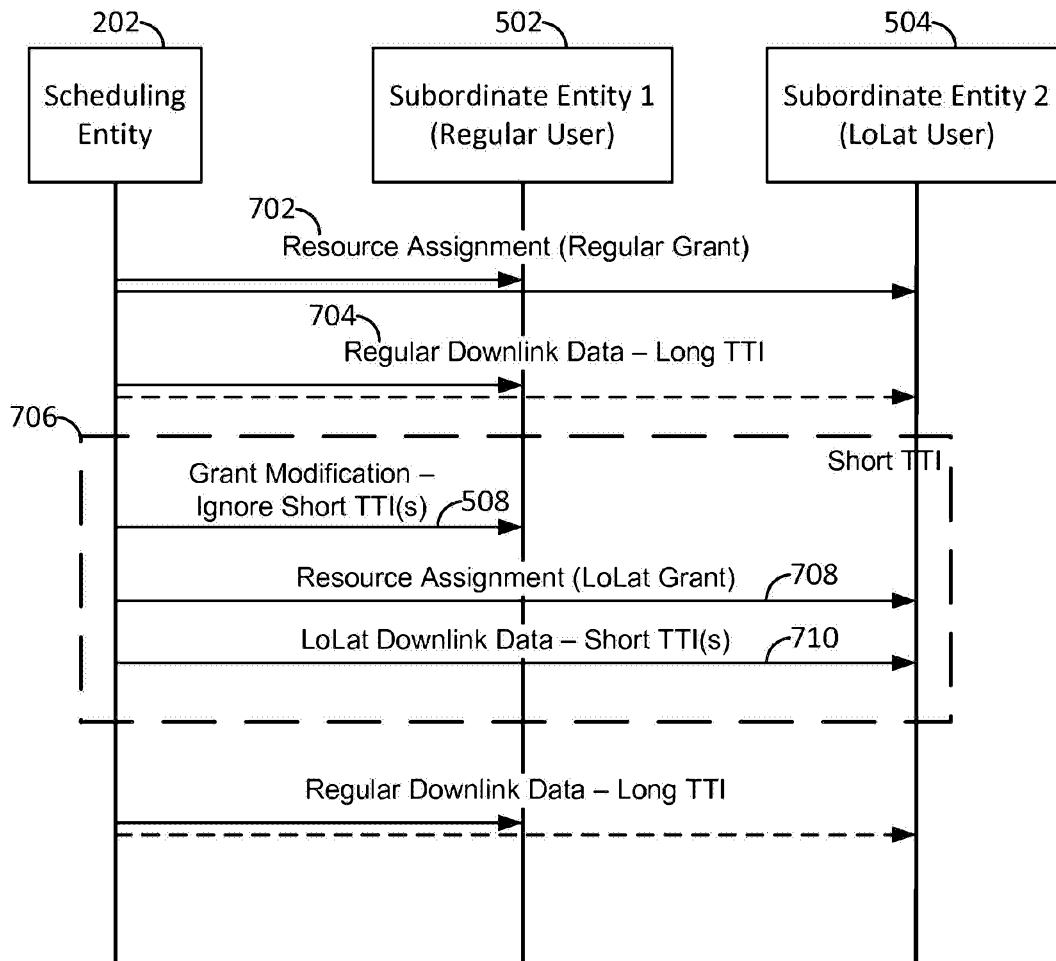 202
502
504
Scheduling
Entity
Subordinate Entity 1
(Regular User)
Subordinate Entity 2
(LoLat User)
702
Resource Assignment (Regular Grant)
704
Regular Downlink Data – Long TTI
706
Short TTI
Grant Modification –
Ignore Short TTI(s)
508
Resource Assignment (LoLat Grant)
708
LoLat Downlink Data – Short TTI(s)
710
Regular Downlink Data – Long TTI